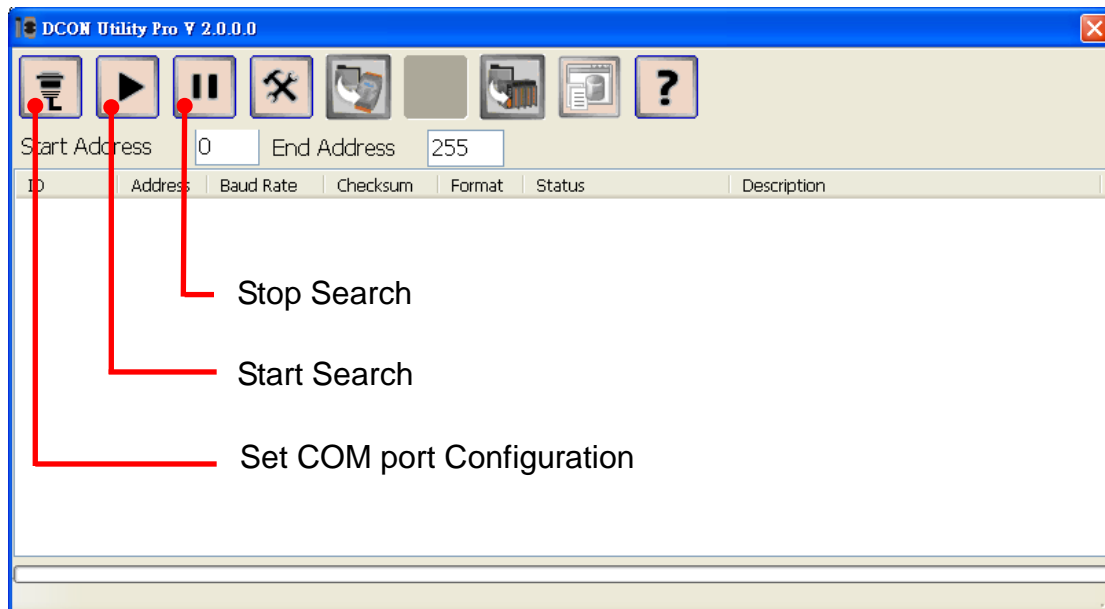 DCON Utility Pro V 2.0.0.0
?
Start Address 0 End Address 255
ID Address Baud Rate Checksum Format Status Description
Stop Search
Start Search
Set COM port Configuration